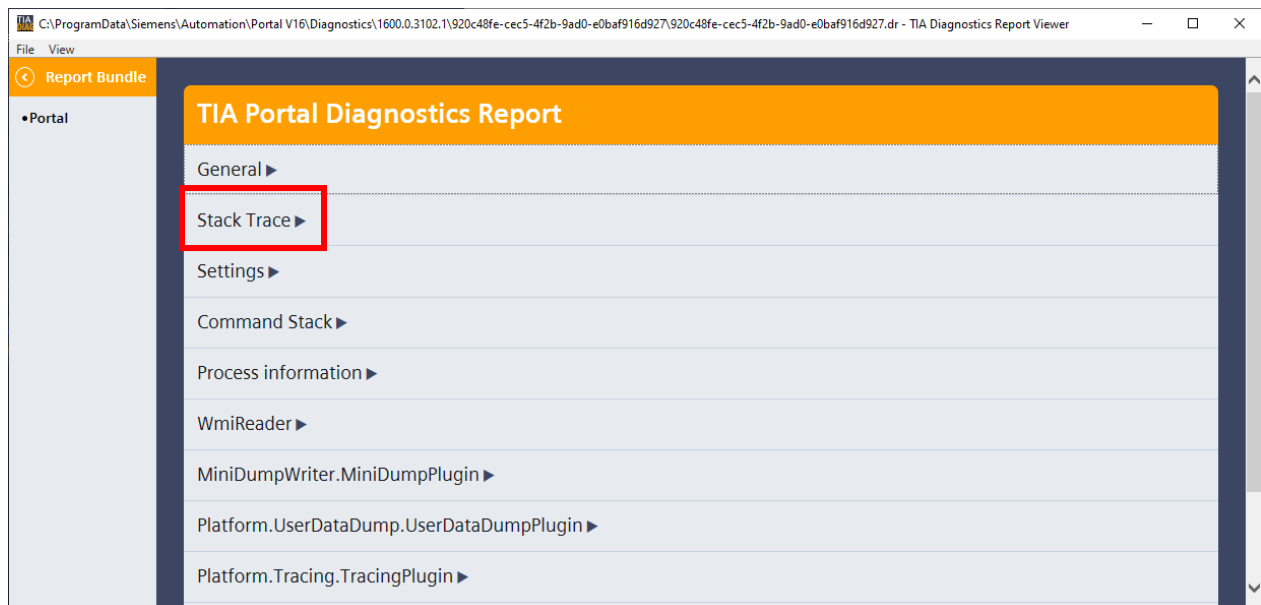 TIA
DIAG
C:\ProgramData\Siemens\Automation\Portal V16\Diagnostics\1600.0.3102.1\920c48fe-cec5-4f2b-9ad0-e0baf916d927\920c48fe-cec5-4f2b-9ad0-e0baf916d927.dr - TIA Diagnostics Report Viewer
File View
Report Bundle
•Portal
TIA Portal Diagnostics Report
General
Stack Trace
Settings
Command Stack
Process information
WmiReader
MiniDumpWriter.MiniDumpPlugin
Platform.UserDataDump.UserDataDumpPlugin
Platform.Tracing.TracingPlugin